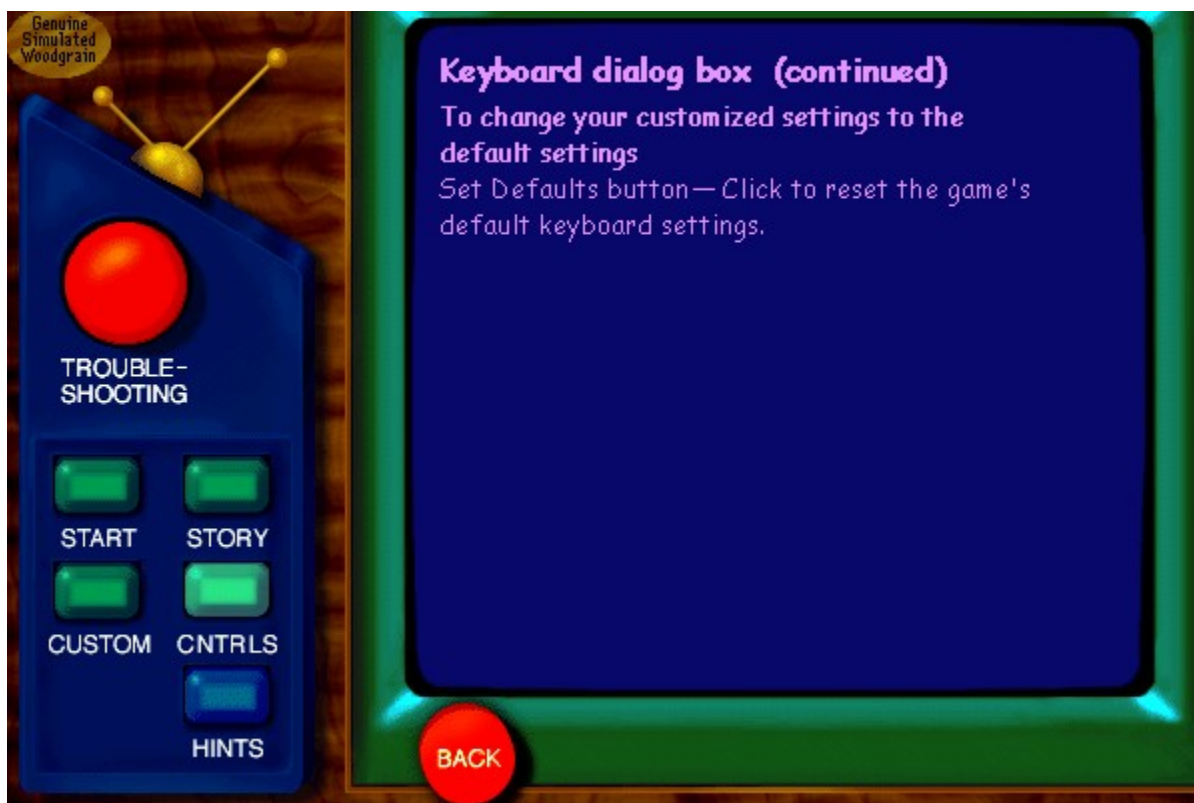 Genuine
Simulated
Woodgrain
TROUBLE-
SHOOTING
START
STORY
CUSTOM
CNTRLS
HINTS
Keyboard dialog box (continued)
To change your customized settings to the
default settings
Set Defaults button—Click to reset the game's
default keyboard settings.
BACK